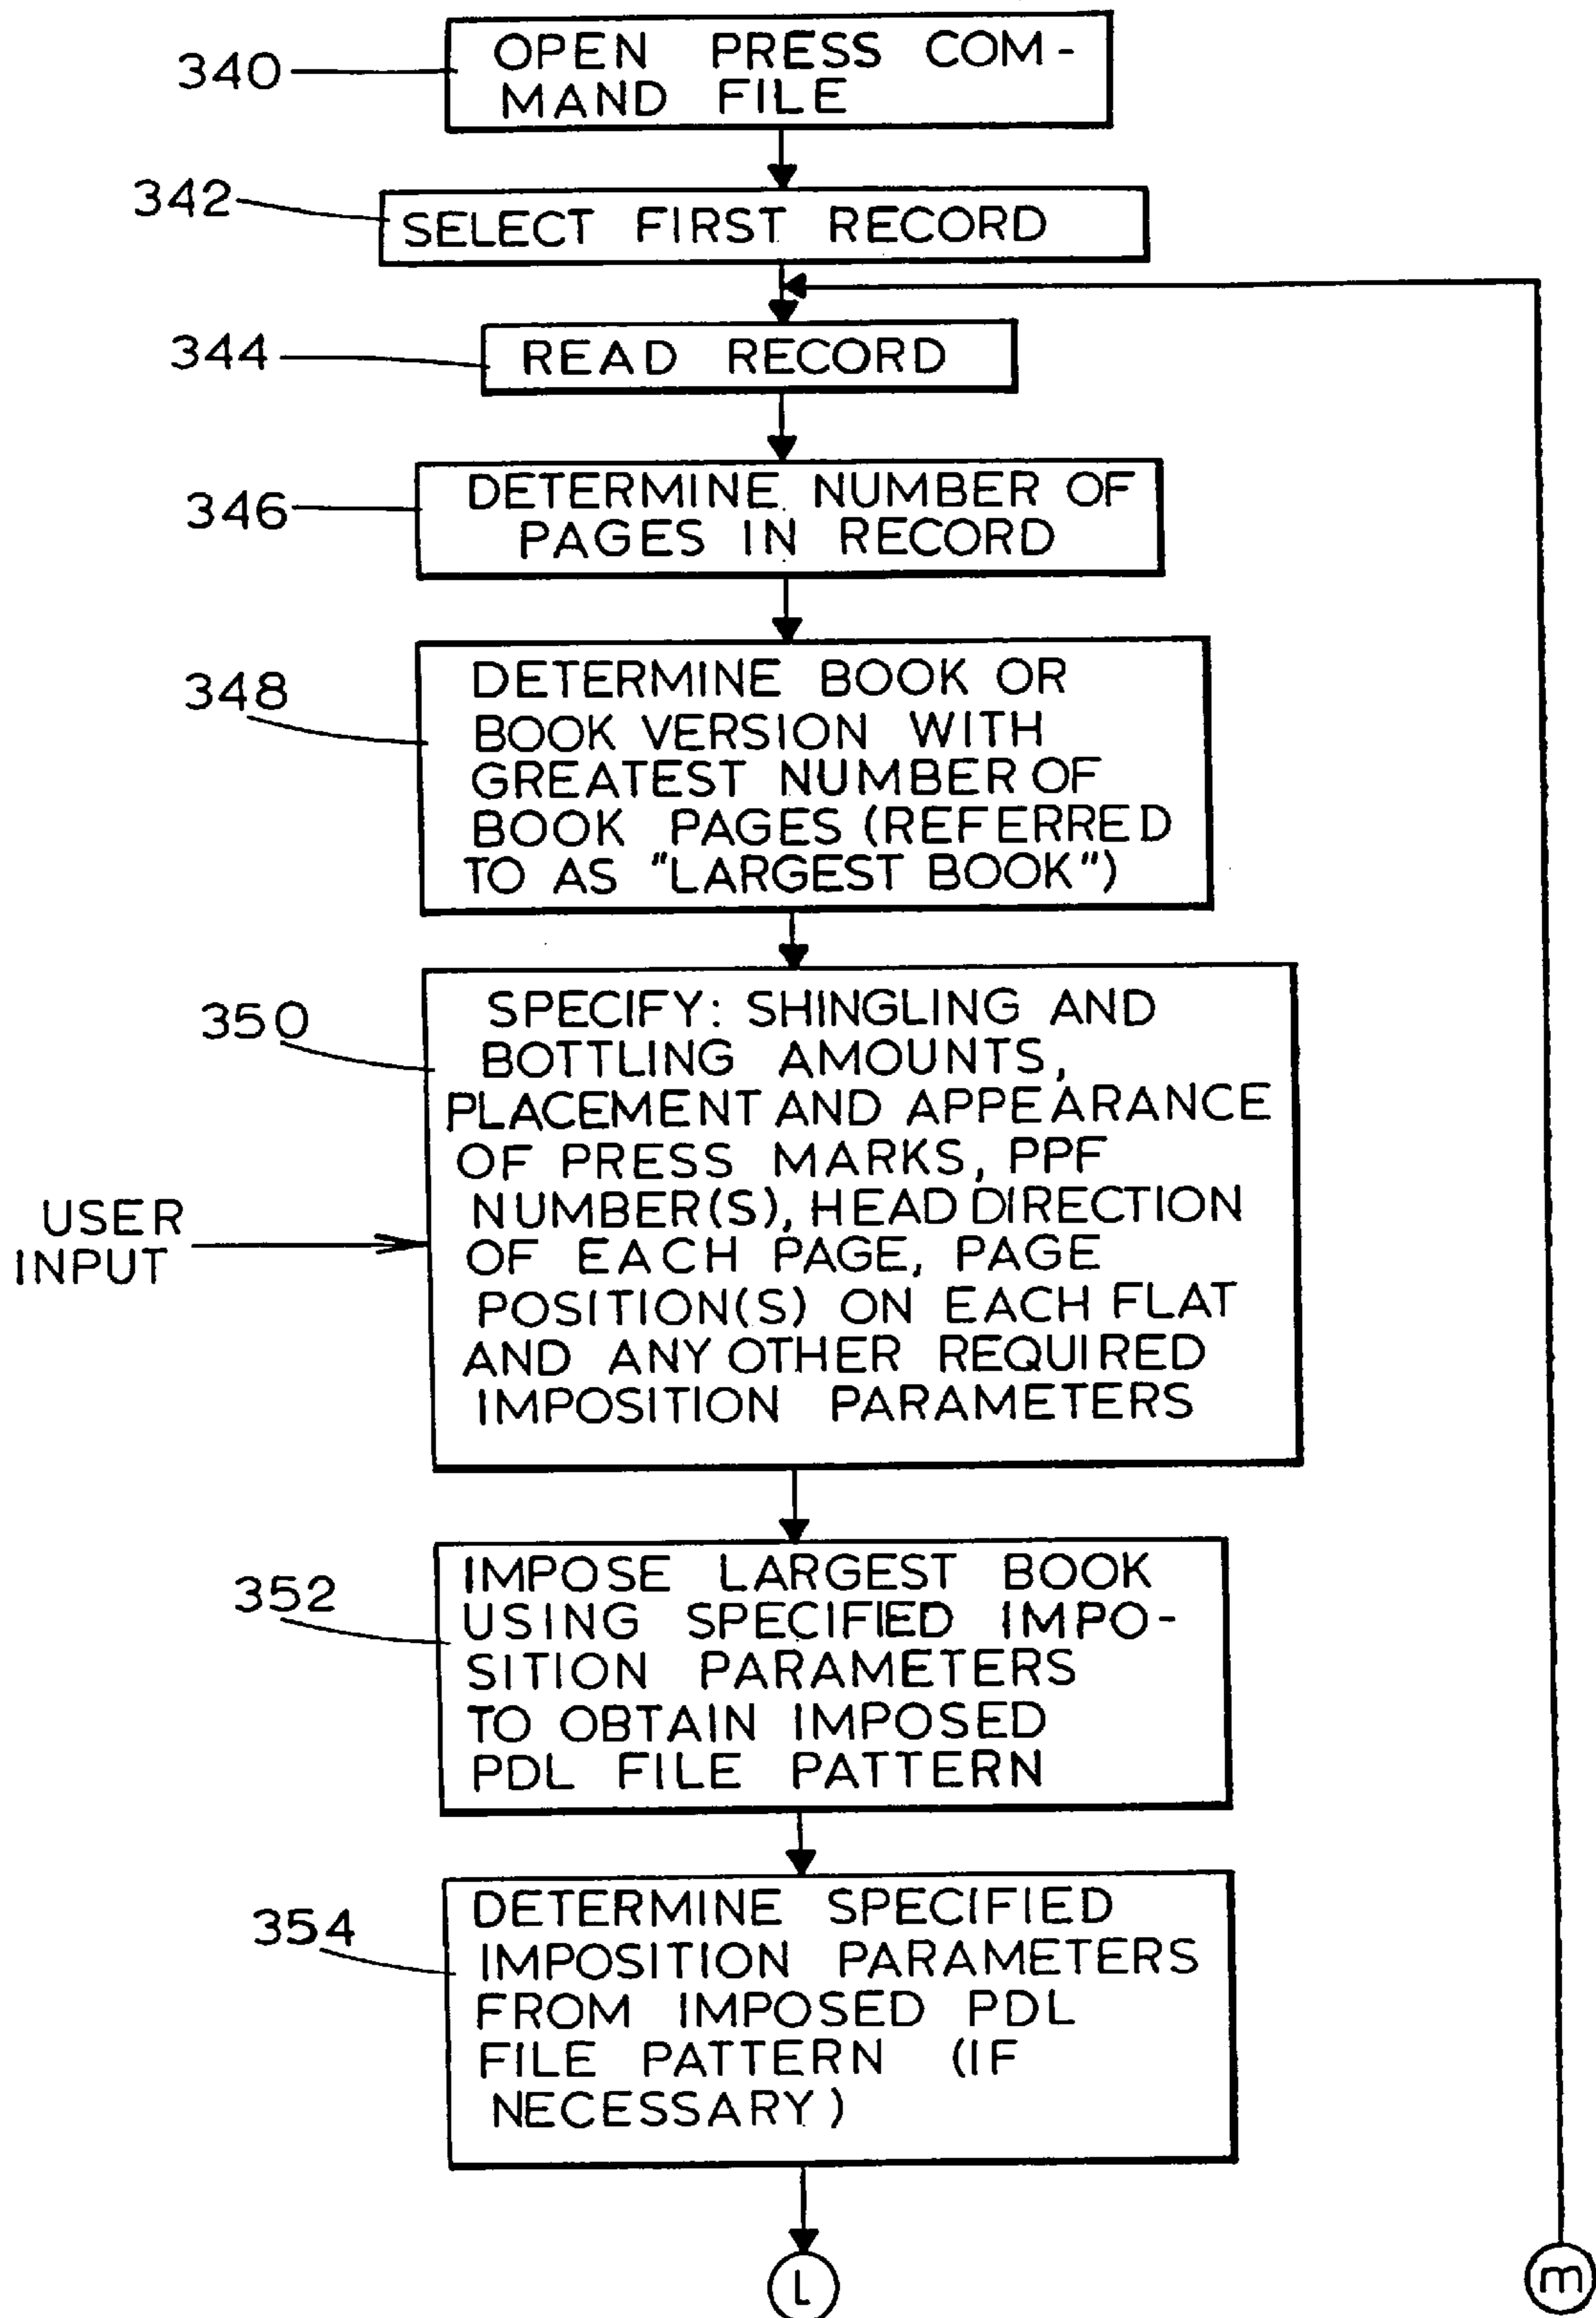 340
OPEN PRESS COM-
MAND FILE
342
SELECT FIRST RECORD
344
READ RECORD
346
DETERMINE NUMBER OF
PAGES IN RECORD
348
DETERMINE BOOK OR
BOOK VERSION WITH
GREATEST NUMBER OF
BOOK PAGES (REFERRED
TO AS "LARGEST BOOK")
350
SPECIFY: SHINGLING AND
BOTTLING AMOUNTS,
PLACEMENT AND APPEARANCE
OF PRESS MARKS, PPF
NUMBER(S), HEAD DIRECTION
OF EACH PAGE, PAGE
POSITION(S) ON EACH FLAT
AND ANY OTHER REQUIRED
IMPOSITION PARAMETERS
USER
INPUT
352
IMPOSE LARGEST BOOK
USING SPECIFIED IMPO-
SITION PARAMETERS
TO OBTAIN IMPOSED
PDL FILE PATTERN
354
DETERMINE SPECIFIED
IMPOSITION PARAMETERS
FROM IMPOSED PDL
FILE PATTERN (IF
NECESSARY)
L
m